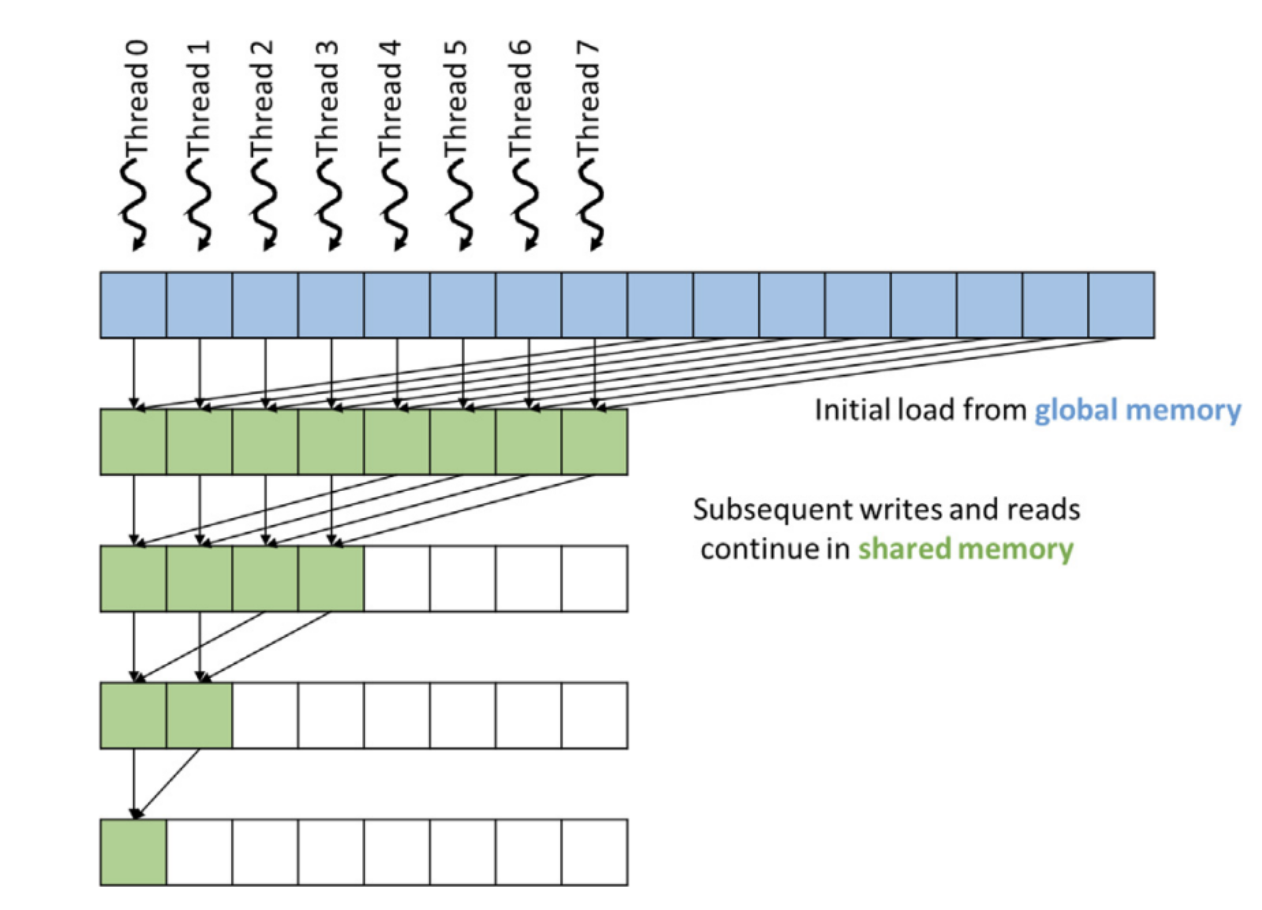 Thread 0
Thread 1
Thread 2
Thread 3
Thread 4
Thread 5
Thread 6
Thread 7
Initial load from global memory
Subsequent writes and reads
continue in shared memory